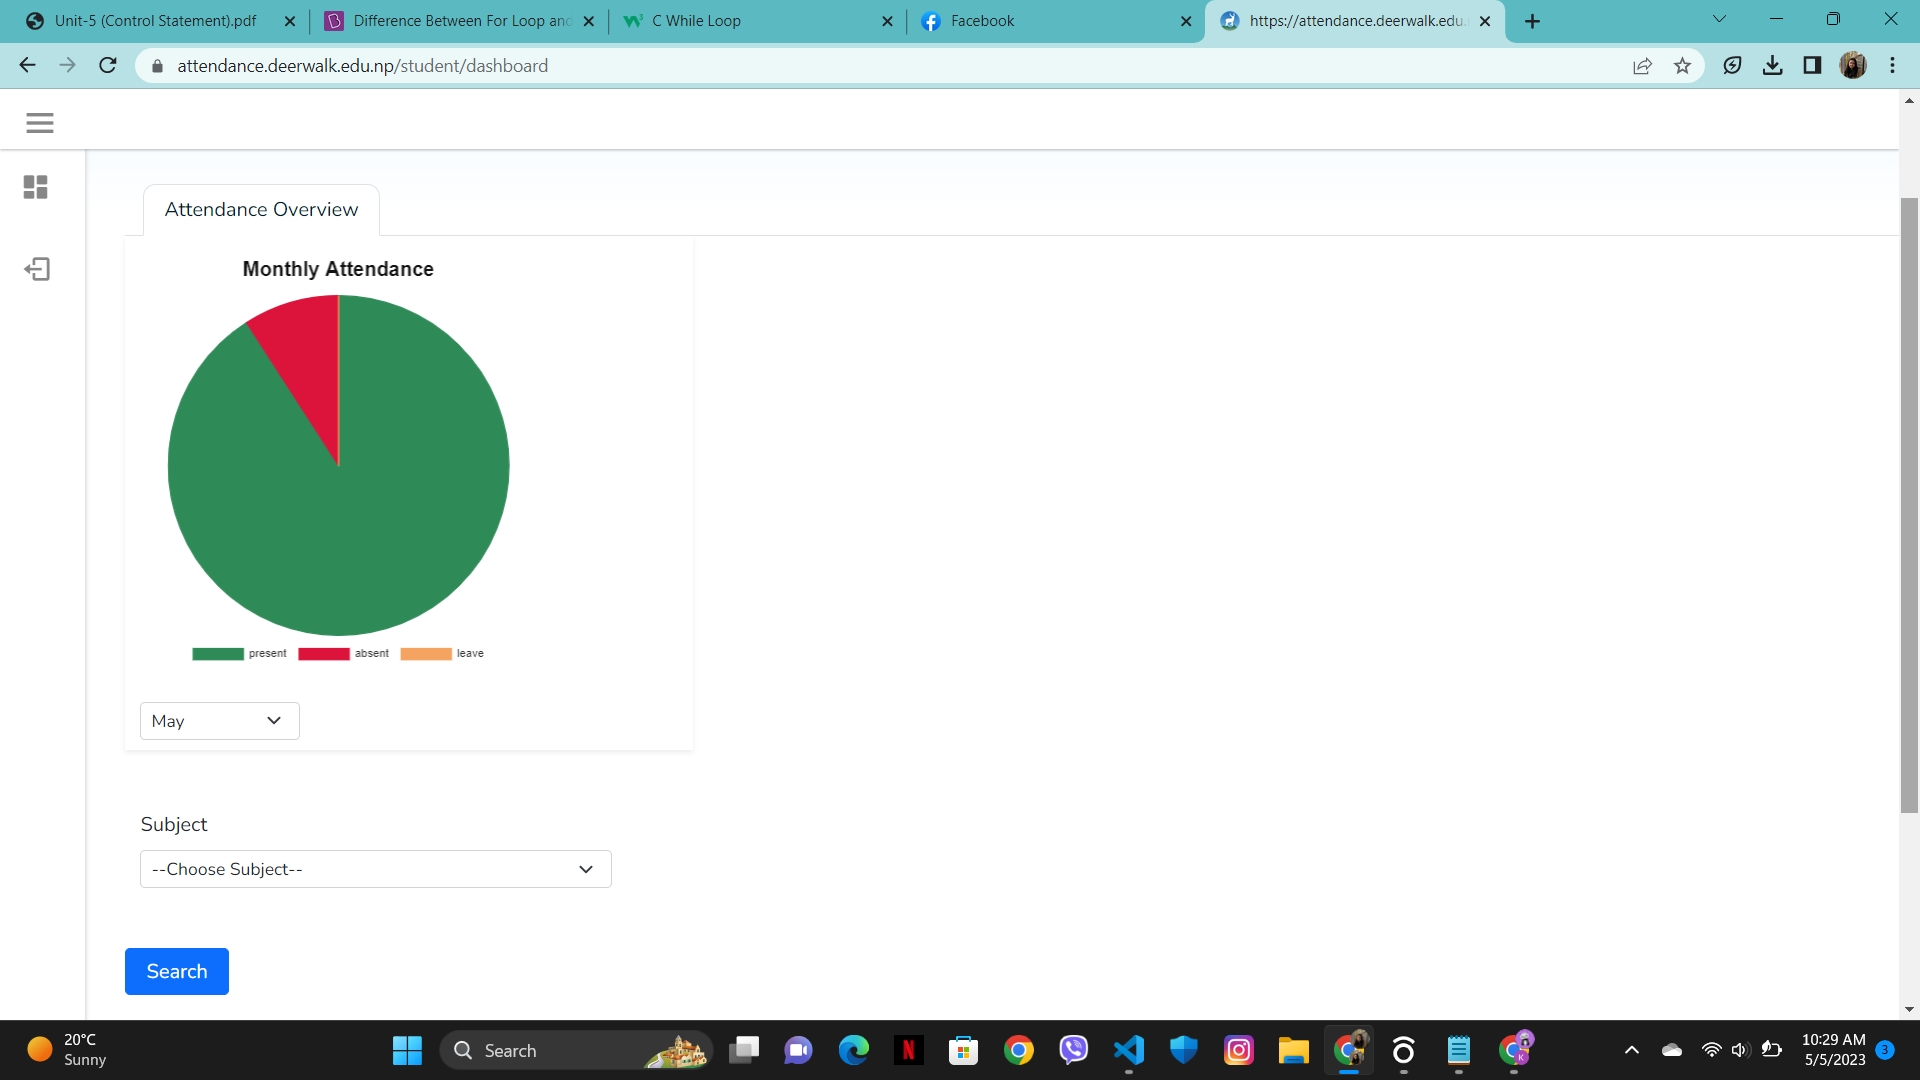 Unit-5 (Control Statement).pdf
Difference Between For Loop and
C While Loop
Facebook
https://attendance.deerwalk.edu.
attendance.deerwalk.edu.np/student/dashboard
Attendance Overview
Monthly Attendance
present
absent
leave
May
Subject
--Choose Subject--
Search
20°C
Sunny
Search
10:29 AM
5/5/2023
3